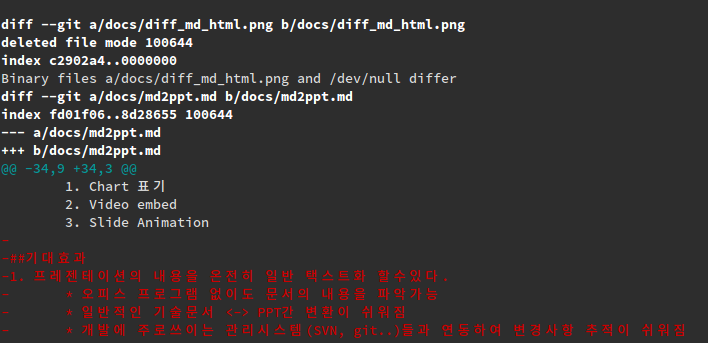 diff --git a/docs/diff_md_html.png b/docs/diff_md_html.png
deleted file mode 100644
index c2902a4..0000000
Binary files a/docs/diff_md_html.png and /dev/null differ
diff --git a/docs/md2ppt.md b/docs/md2ppt.md
index fd01f06..8d28655 100644
--- a/docs/md2ppt.md
+++ b/docs/md2ppt.md
@@ -34,9 +34,3 @@
1. Chart 표기
2. Video embed
3. Slide Animation
-
-##기대효과
-1. 프레젠테이션의 내용을 온전히 일반 텍스트화 할수있다.
- * 오피스 프로그램 없이도 문서의 내용을 파악가능
- * 일반적인 기술문서 <-> PPT간 변환이 쉬워짐
- * 개발에 주로쓰이는 관리시스템(SVN, git..)들과 연동하여 변경사항 추적이 쉬워짐